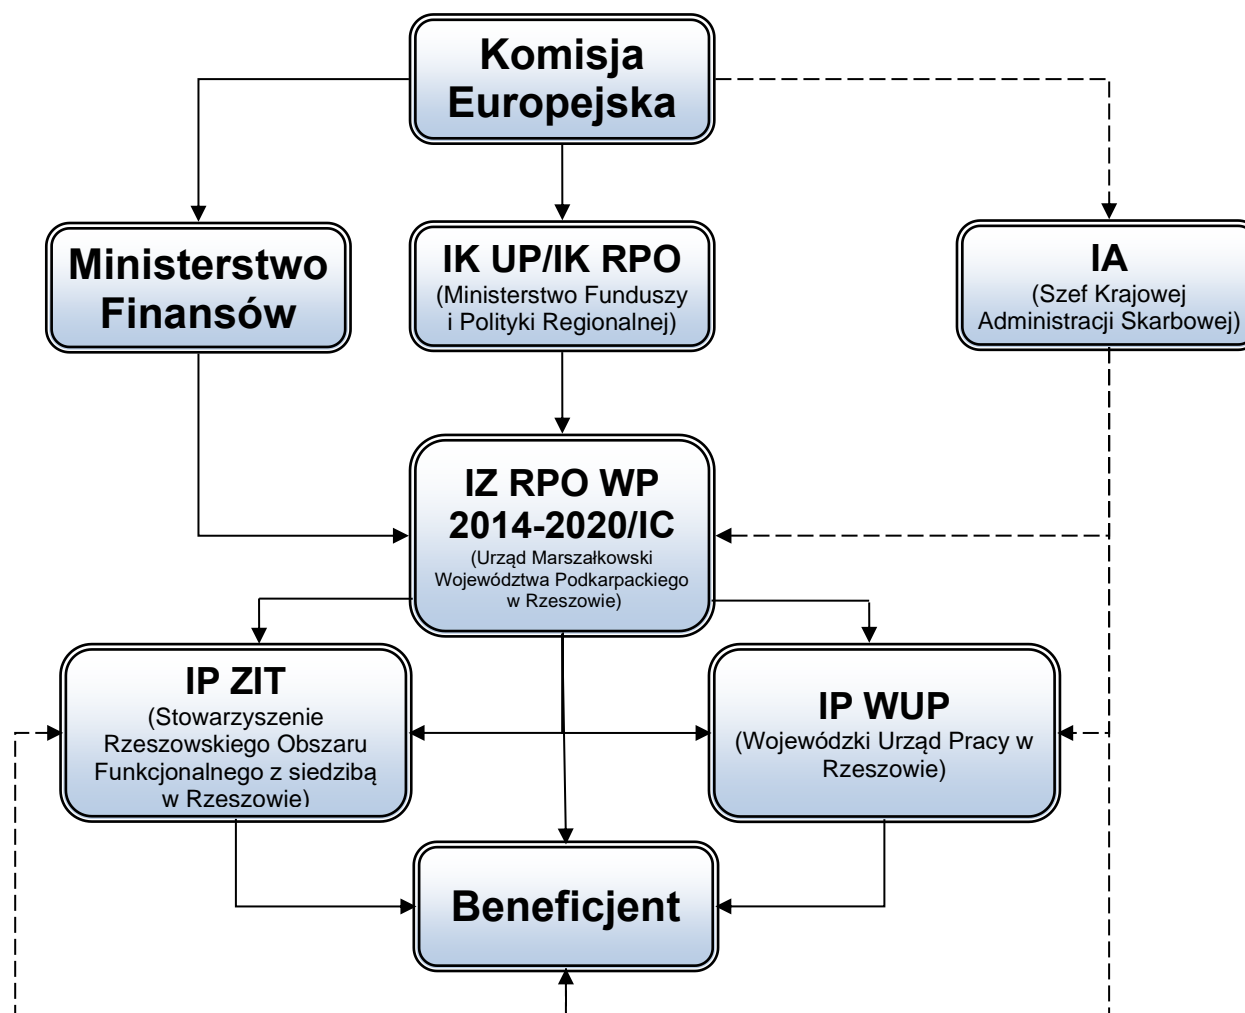 Komisja
Europejska
Ministerstwo
Finansów
IK UP/IK RPO
(Ministerstwo Funduszy
i Polityki Regionalnej)
IA
(Szef Krajowej
Administracji Skarbowej)
IZ RPO WP
2014-2020/IC
(Urząd Marszałkowski
Województwa Podkarpackiego
w Rzeszowie)
IP ZIT
(Stowarzyszenie
Rzeszowskiego Obszaru
Funkcjonalnego z siedzibą
w Rzeszowie)
IP WUP
(Wojewódzki Urząd Pracy w
Rzeszowie)
Beneficjent